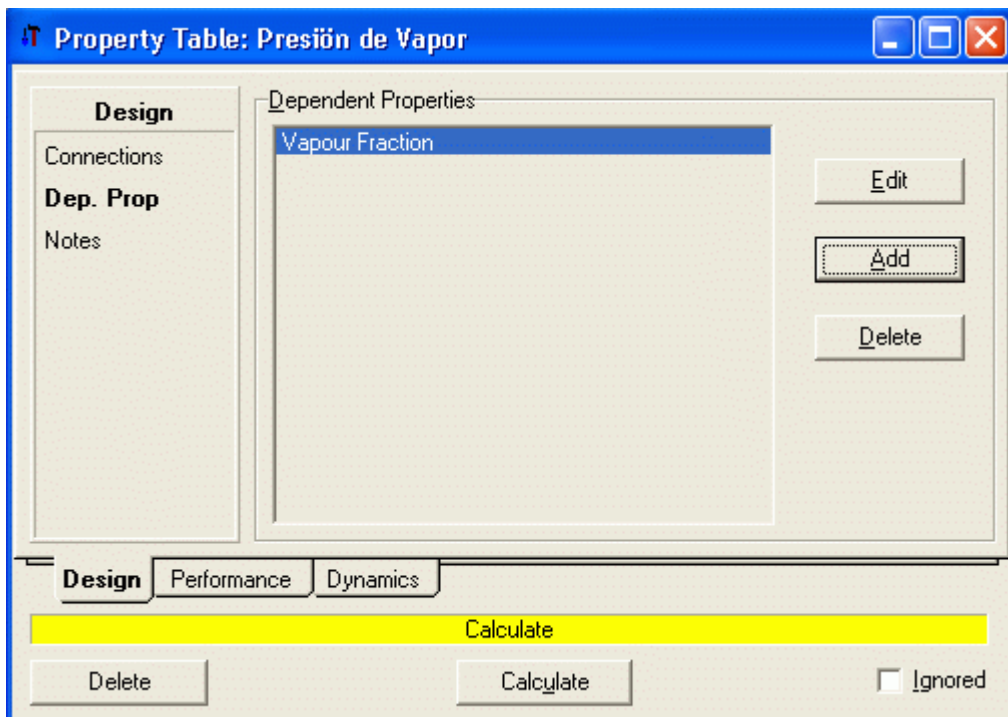 Property Table: Presiön de Vapor
Design
Connections
Dep. Prop
Notes
Dependent Properties
Vapour Fraction
Edit
Add
Delete
Design Performance Dynamics
Calculate
Delete Calculate Ignored